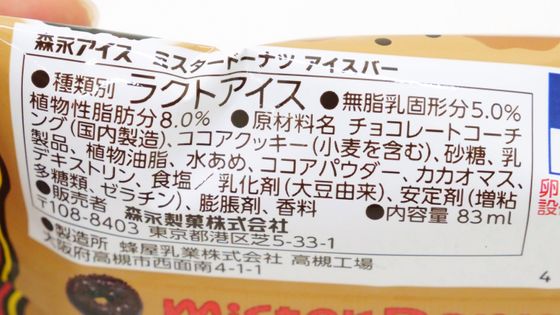 森永アイス ミスタードーナツ アイスバー
●種類別 ラクトアイス ●無脂乳固形分5.0%
植物性脂肪分8.0% ●原材料名 チョコレートコーチ
ング(国内製造)、ココアクッキー(小麦を含む)、砂糖、乳
製品、植物油脂、水あめ、ココアパウダー、カカオマス、
デキストリン、食塩／乳化剤(大豆由来)、安定剤(増粘
多糖類、ゼラチン)、膨脹剤、香料
●販売者 森永製菓株式会社 ●内容量 83ml
〒108-8403 東京都港区芝5-33-1
●製造所 蜂屋乳業株式会社 高槻工場
大阪府高槻市西面南4-1-1
卵
設
4
mister Donu